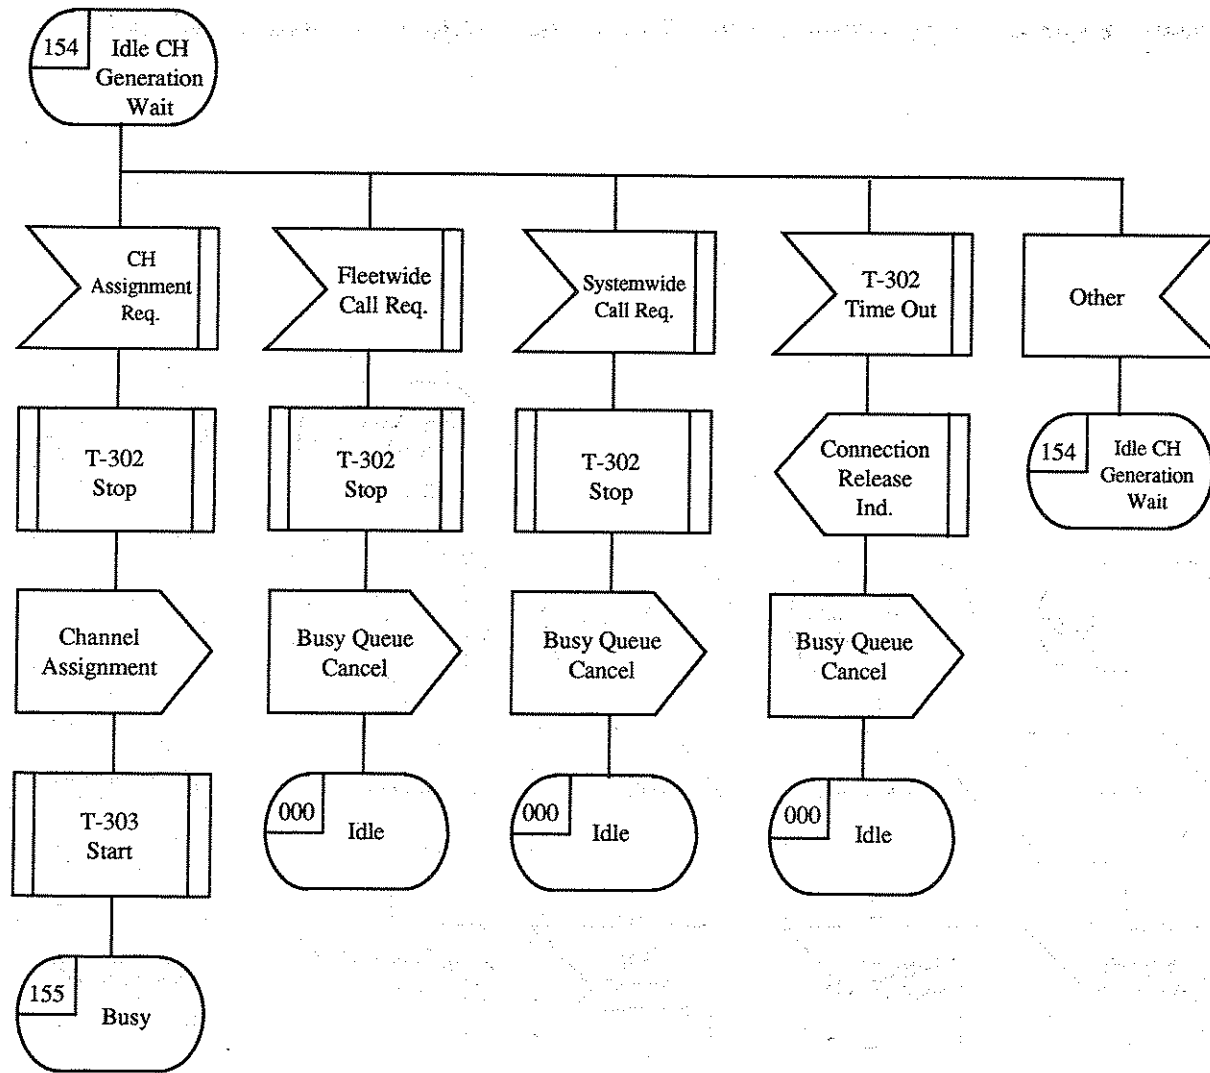 154
Idle CH
Generation
Wait
CH
Assignment
Req.
Fleetwide
Call Req.
Systemwide
Call Req.
T-302
Time Out
Other
T-302
Stop
T-302
Stop
T-302
Stop
Connection
Release
Ind.
154
Idle CH
Generation
Wait
Channel
Assignment
Busy Queue
Cancel
Busy Queue
Cancel
Busy Queue
Cancel
T-303
Start
000
Idle
000
Idle
000
Idle
155
Busy